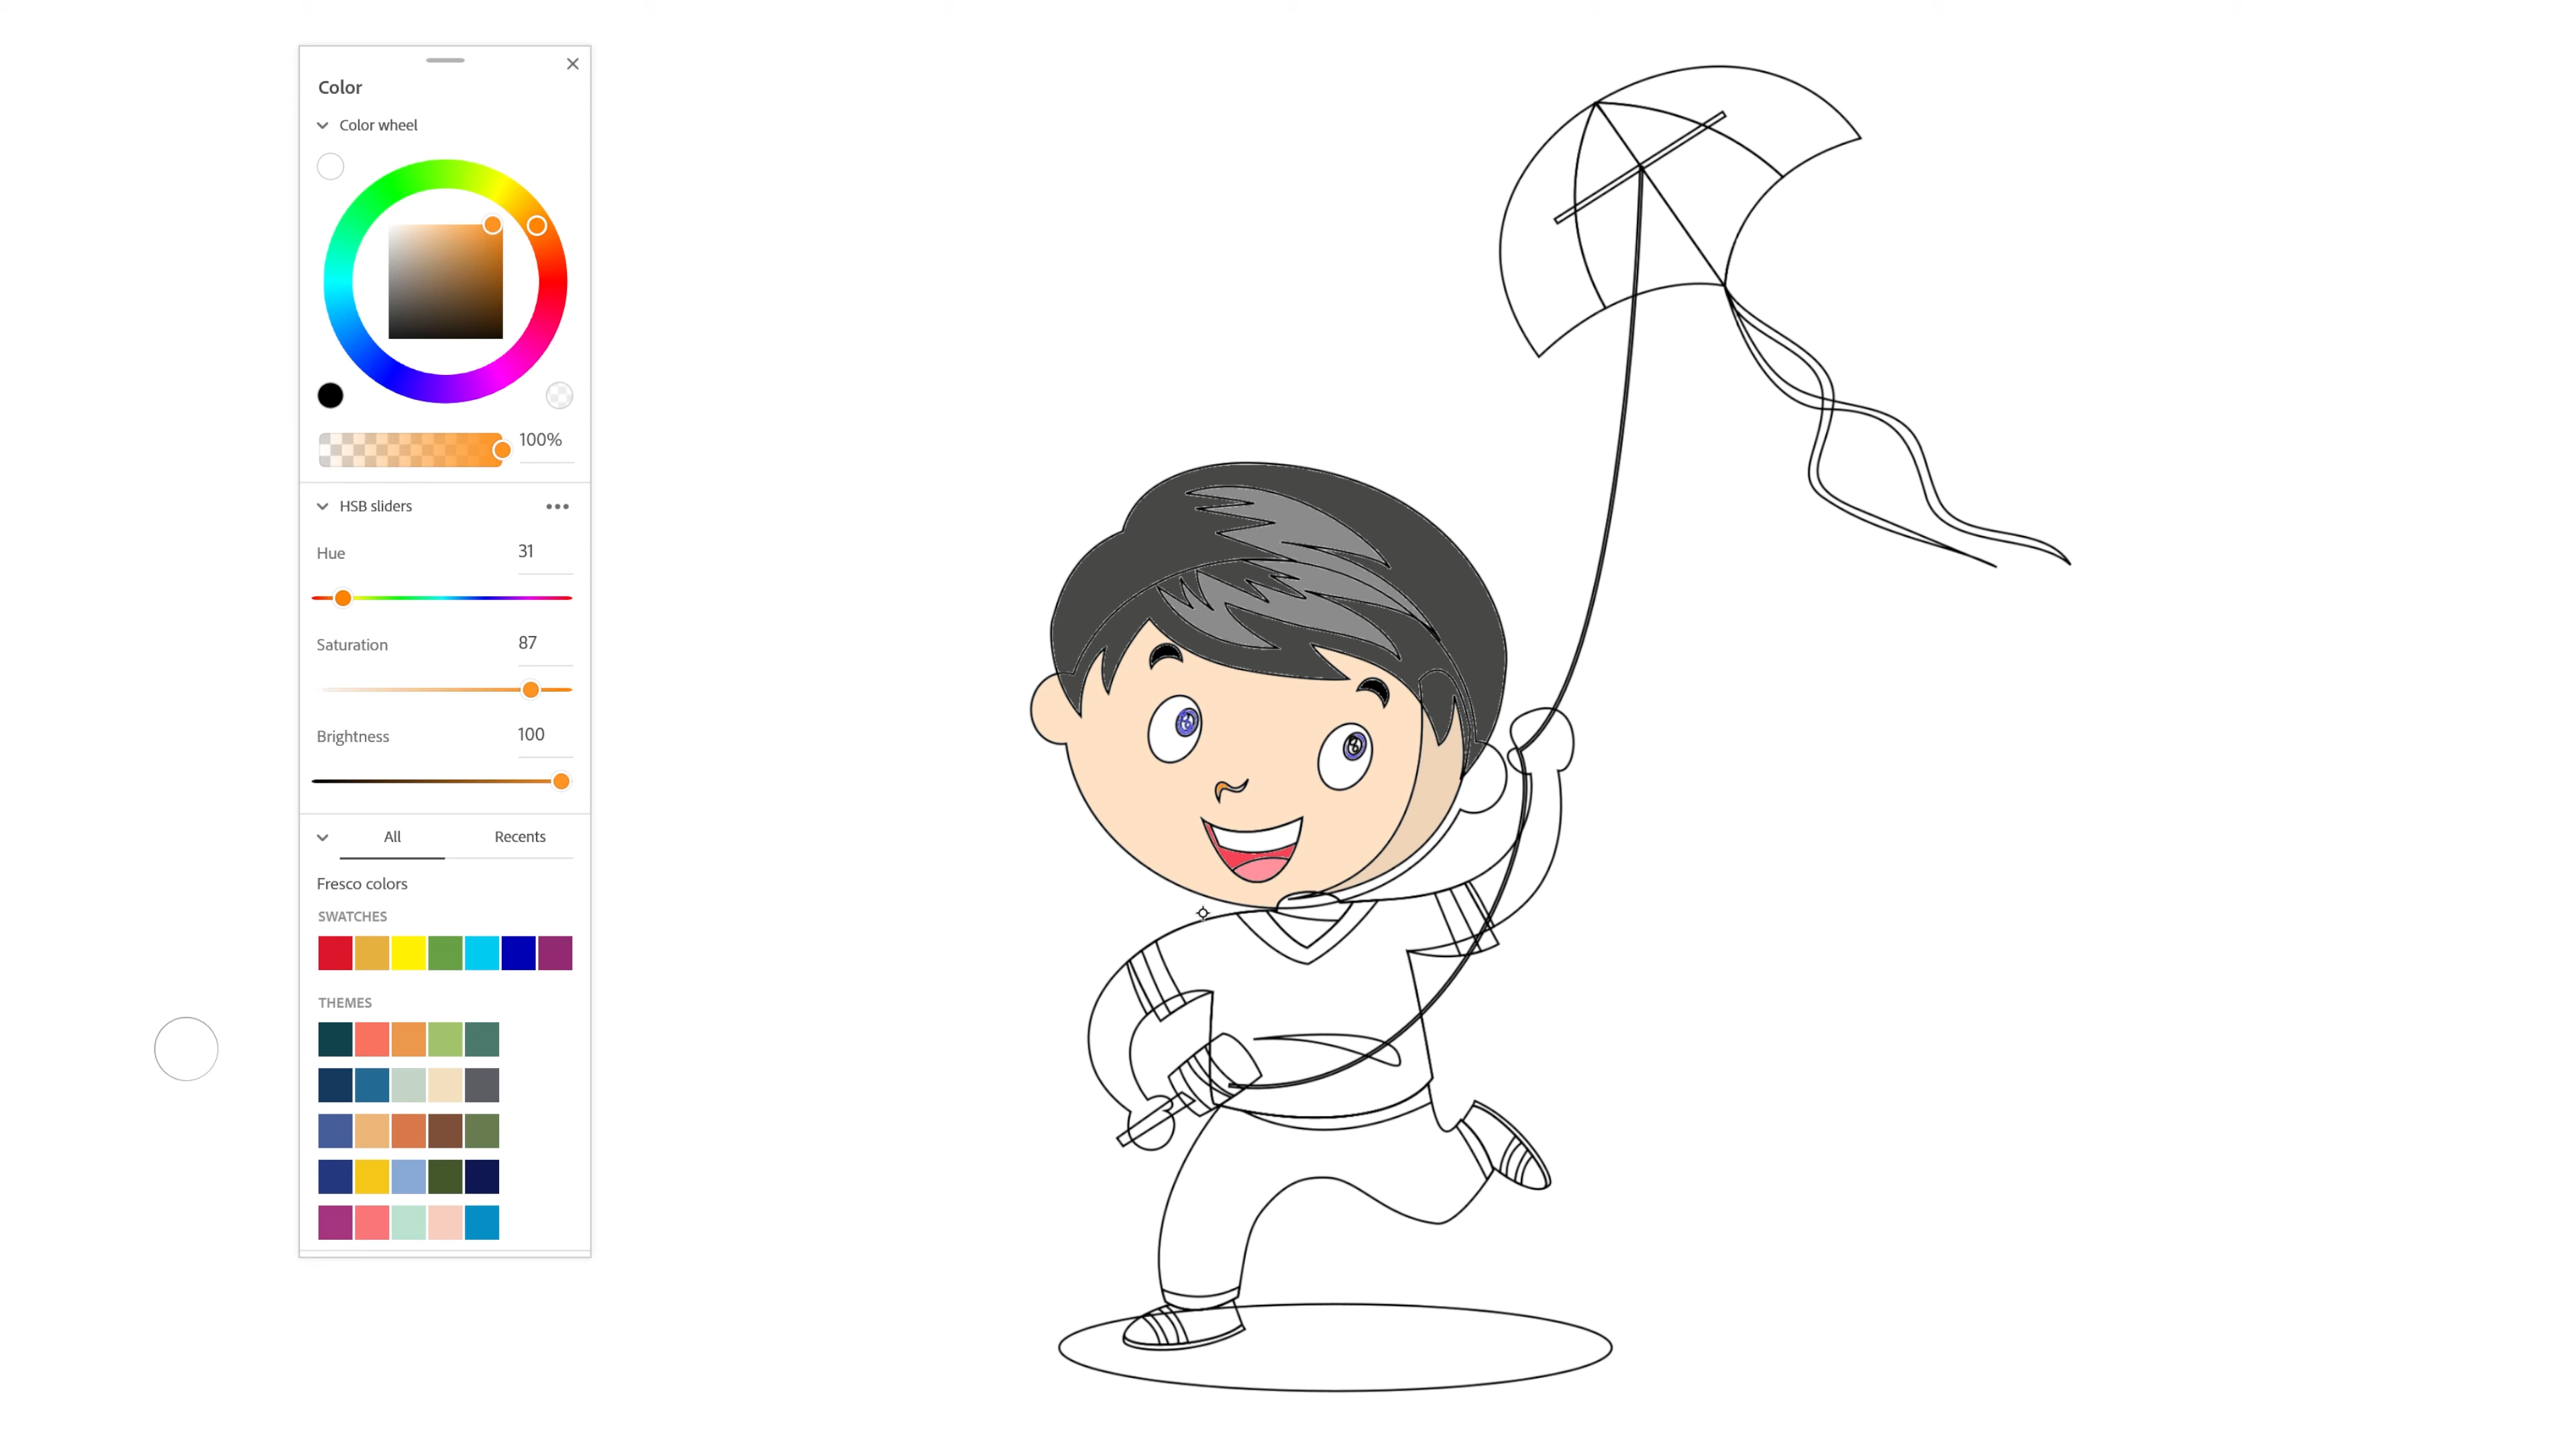 Color
Color wheel
100%
HSB sliders
Hue 31
Saturation 87
Brightness 100
All Recents
Fresco colors
SWATCHES
THEMES